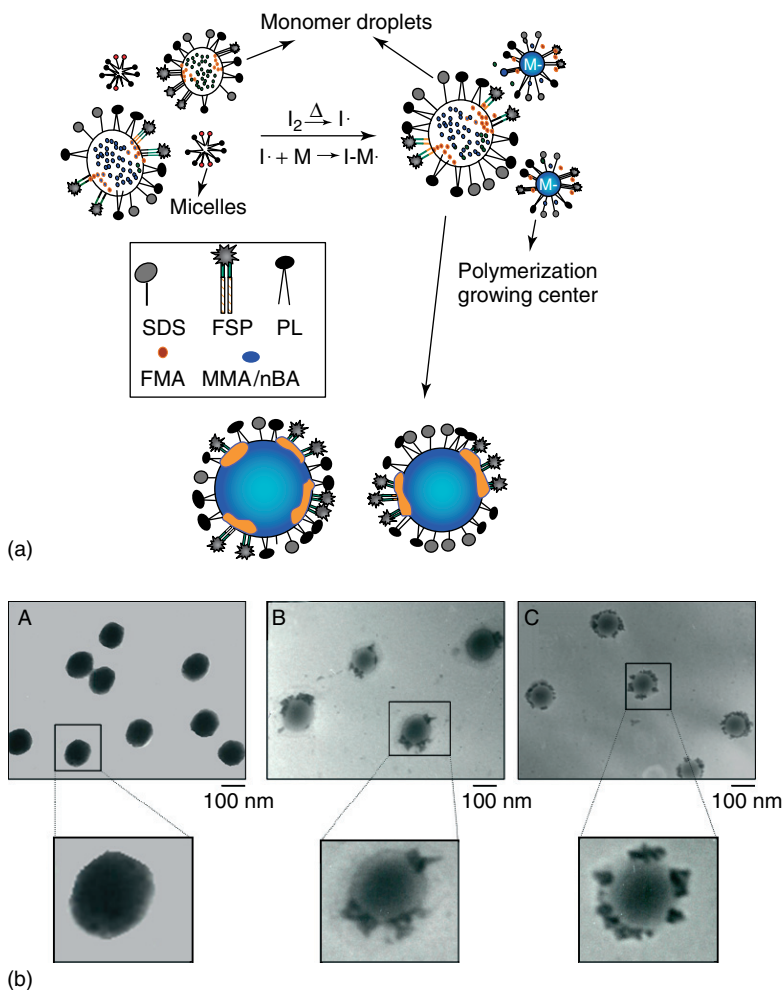 Monomer droplets
M-
I₂ →Δ I·
I· + M → I-M·
Micelles
M-
Polymerization
growing center
SDS FSP PL
FMA MMA/nBA
(a)
A B C
100 nm 100 nm 100 nm
(b)